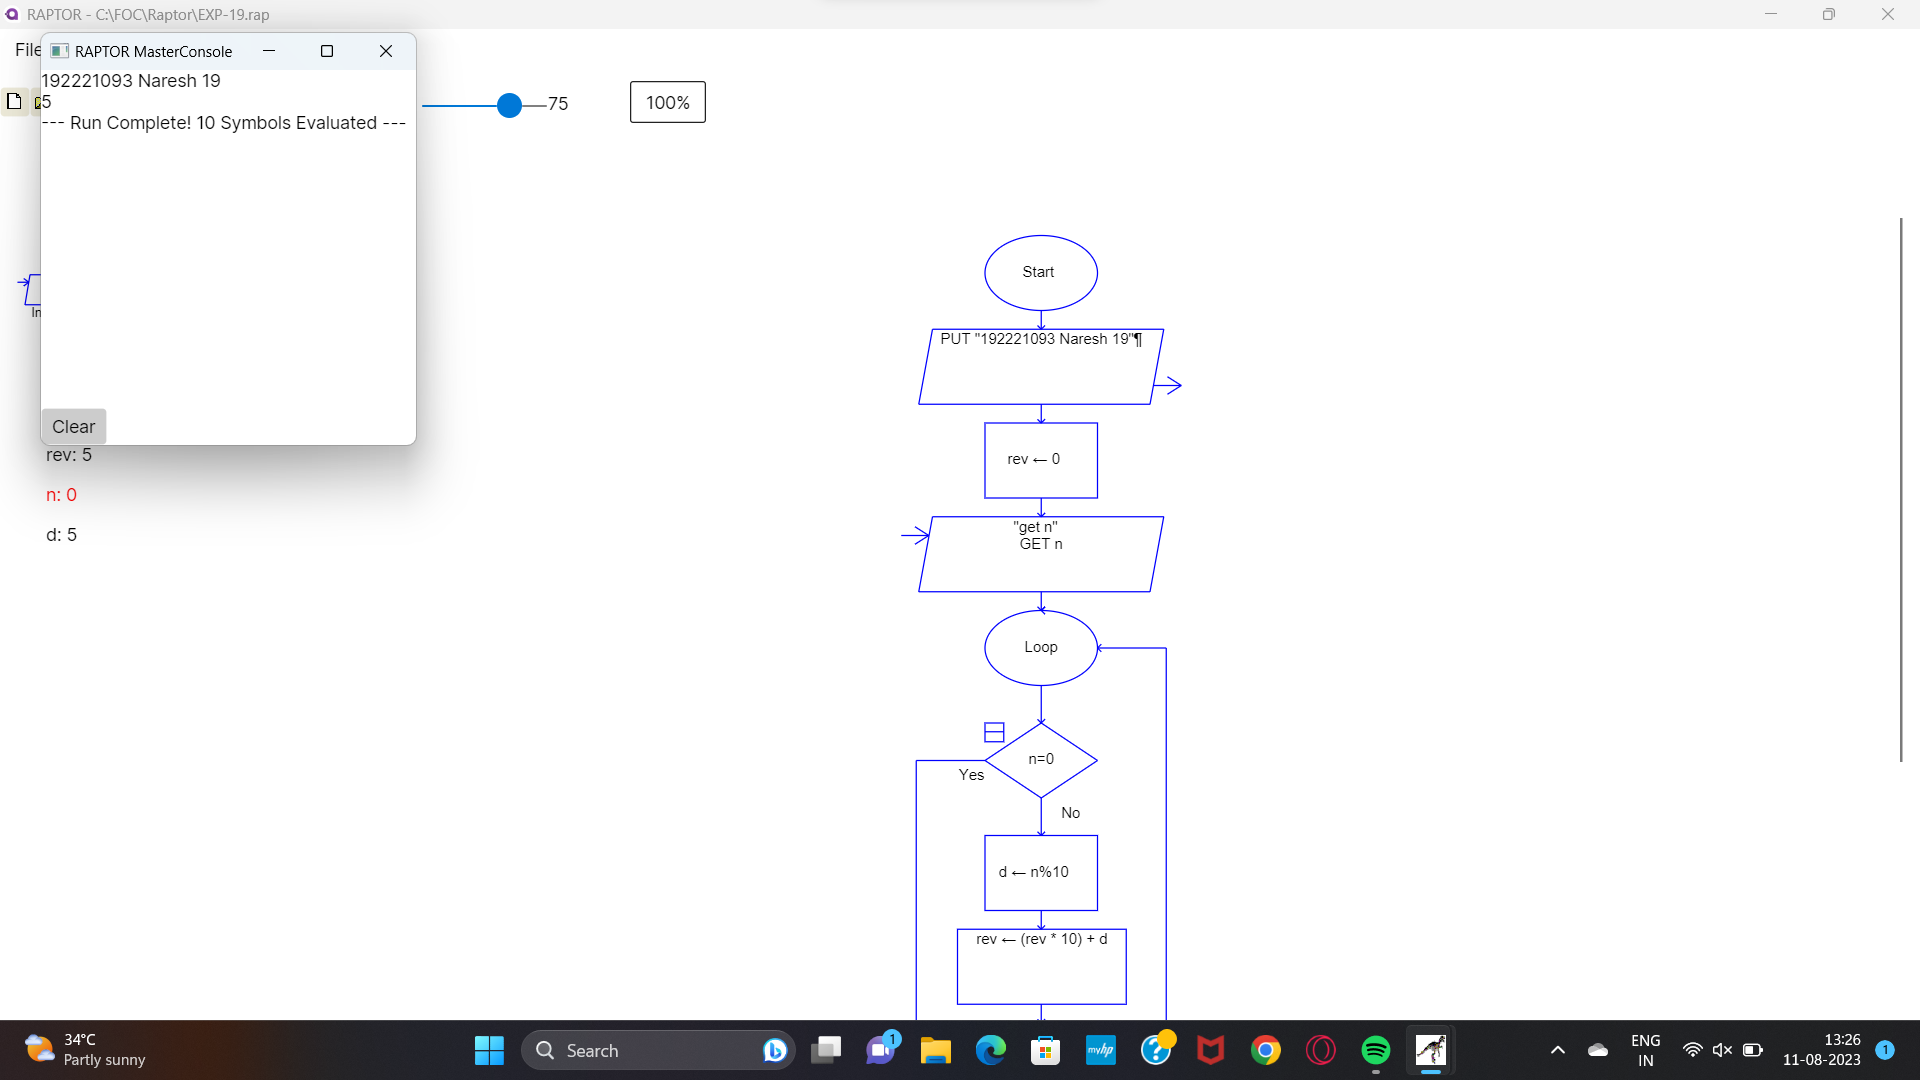 RAPTOR - C:\FOC\Raptor\EXP-19.rap
File
RAPTOR MasterConsole
192221093 Naresh 19
5
--- Run Complete! 10 Symbols Evaluated ---
Clear
75
100%
rev: 5
n: 0
d: 5
Start
PUT "192221093 Naresh 19"¶
rev ← 0
"get n"
GET n
Loop
n=0
Yes
No
d ← n%10
rev ← (rev * 10) + d
34°C
Partly sunny
Search
1
myhp
ENG
IN
13:26
11-08-2023
1